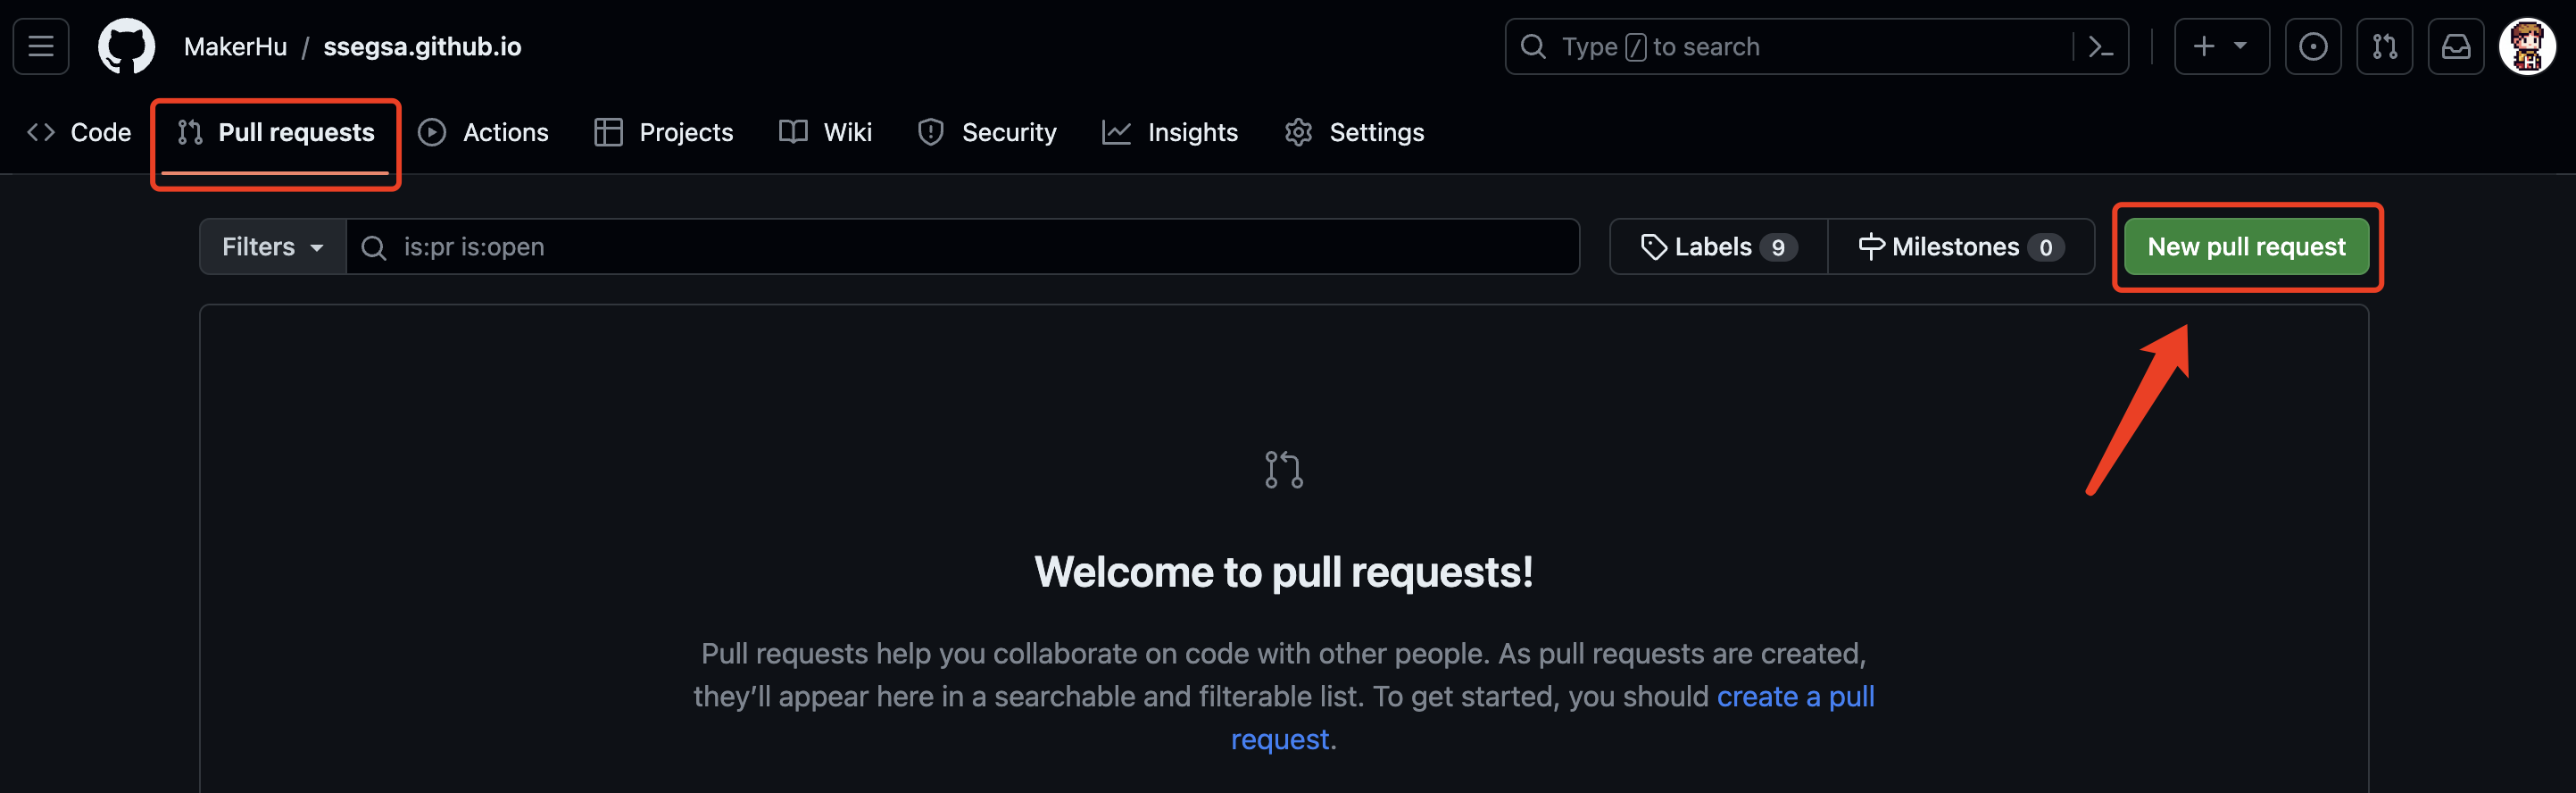 MakerHu / ssegsa.github.io
Type / to search
Code
Pull requests
Actions
Projects
Wiki
Security
Insights
Settings
Filters
is:pr is:open
Labels 9
Milestones 0
New pull request
Welcome to pull requests!
Pull requests help you collaborate on code with other people. As pull requests are created,
they’ll appear here in a searchable and filterable list. To get started, you should create a pull
request.